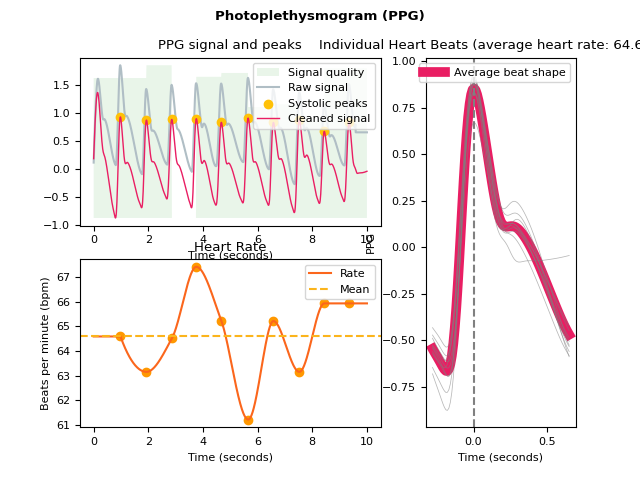 Photoplethysmogram (PPG)
PPG signal and peaks
Individual Heart Beats (average heart rate: 64.6
Signal quality
Raw signal
Systolic peaks
Cleaned signal
1.5
1.0
0.5
0.0
−0.5
−1.0
0 2 4 6 8 10
Time (seconds)
Heart Rate
Rate
Mean
Beats per minute (bpm)
67
66
65
64
63
62
61
0 2 4 6 8 10
Time (seconds)
Average beat shape
PPG
1.00
0.75
0.50
0.25
0.00
−0.25
−0.50
−0.75
0.0 0.5
Time (seconds)